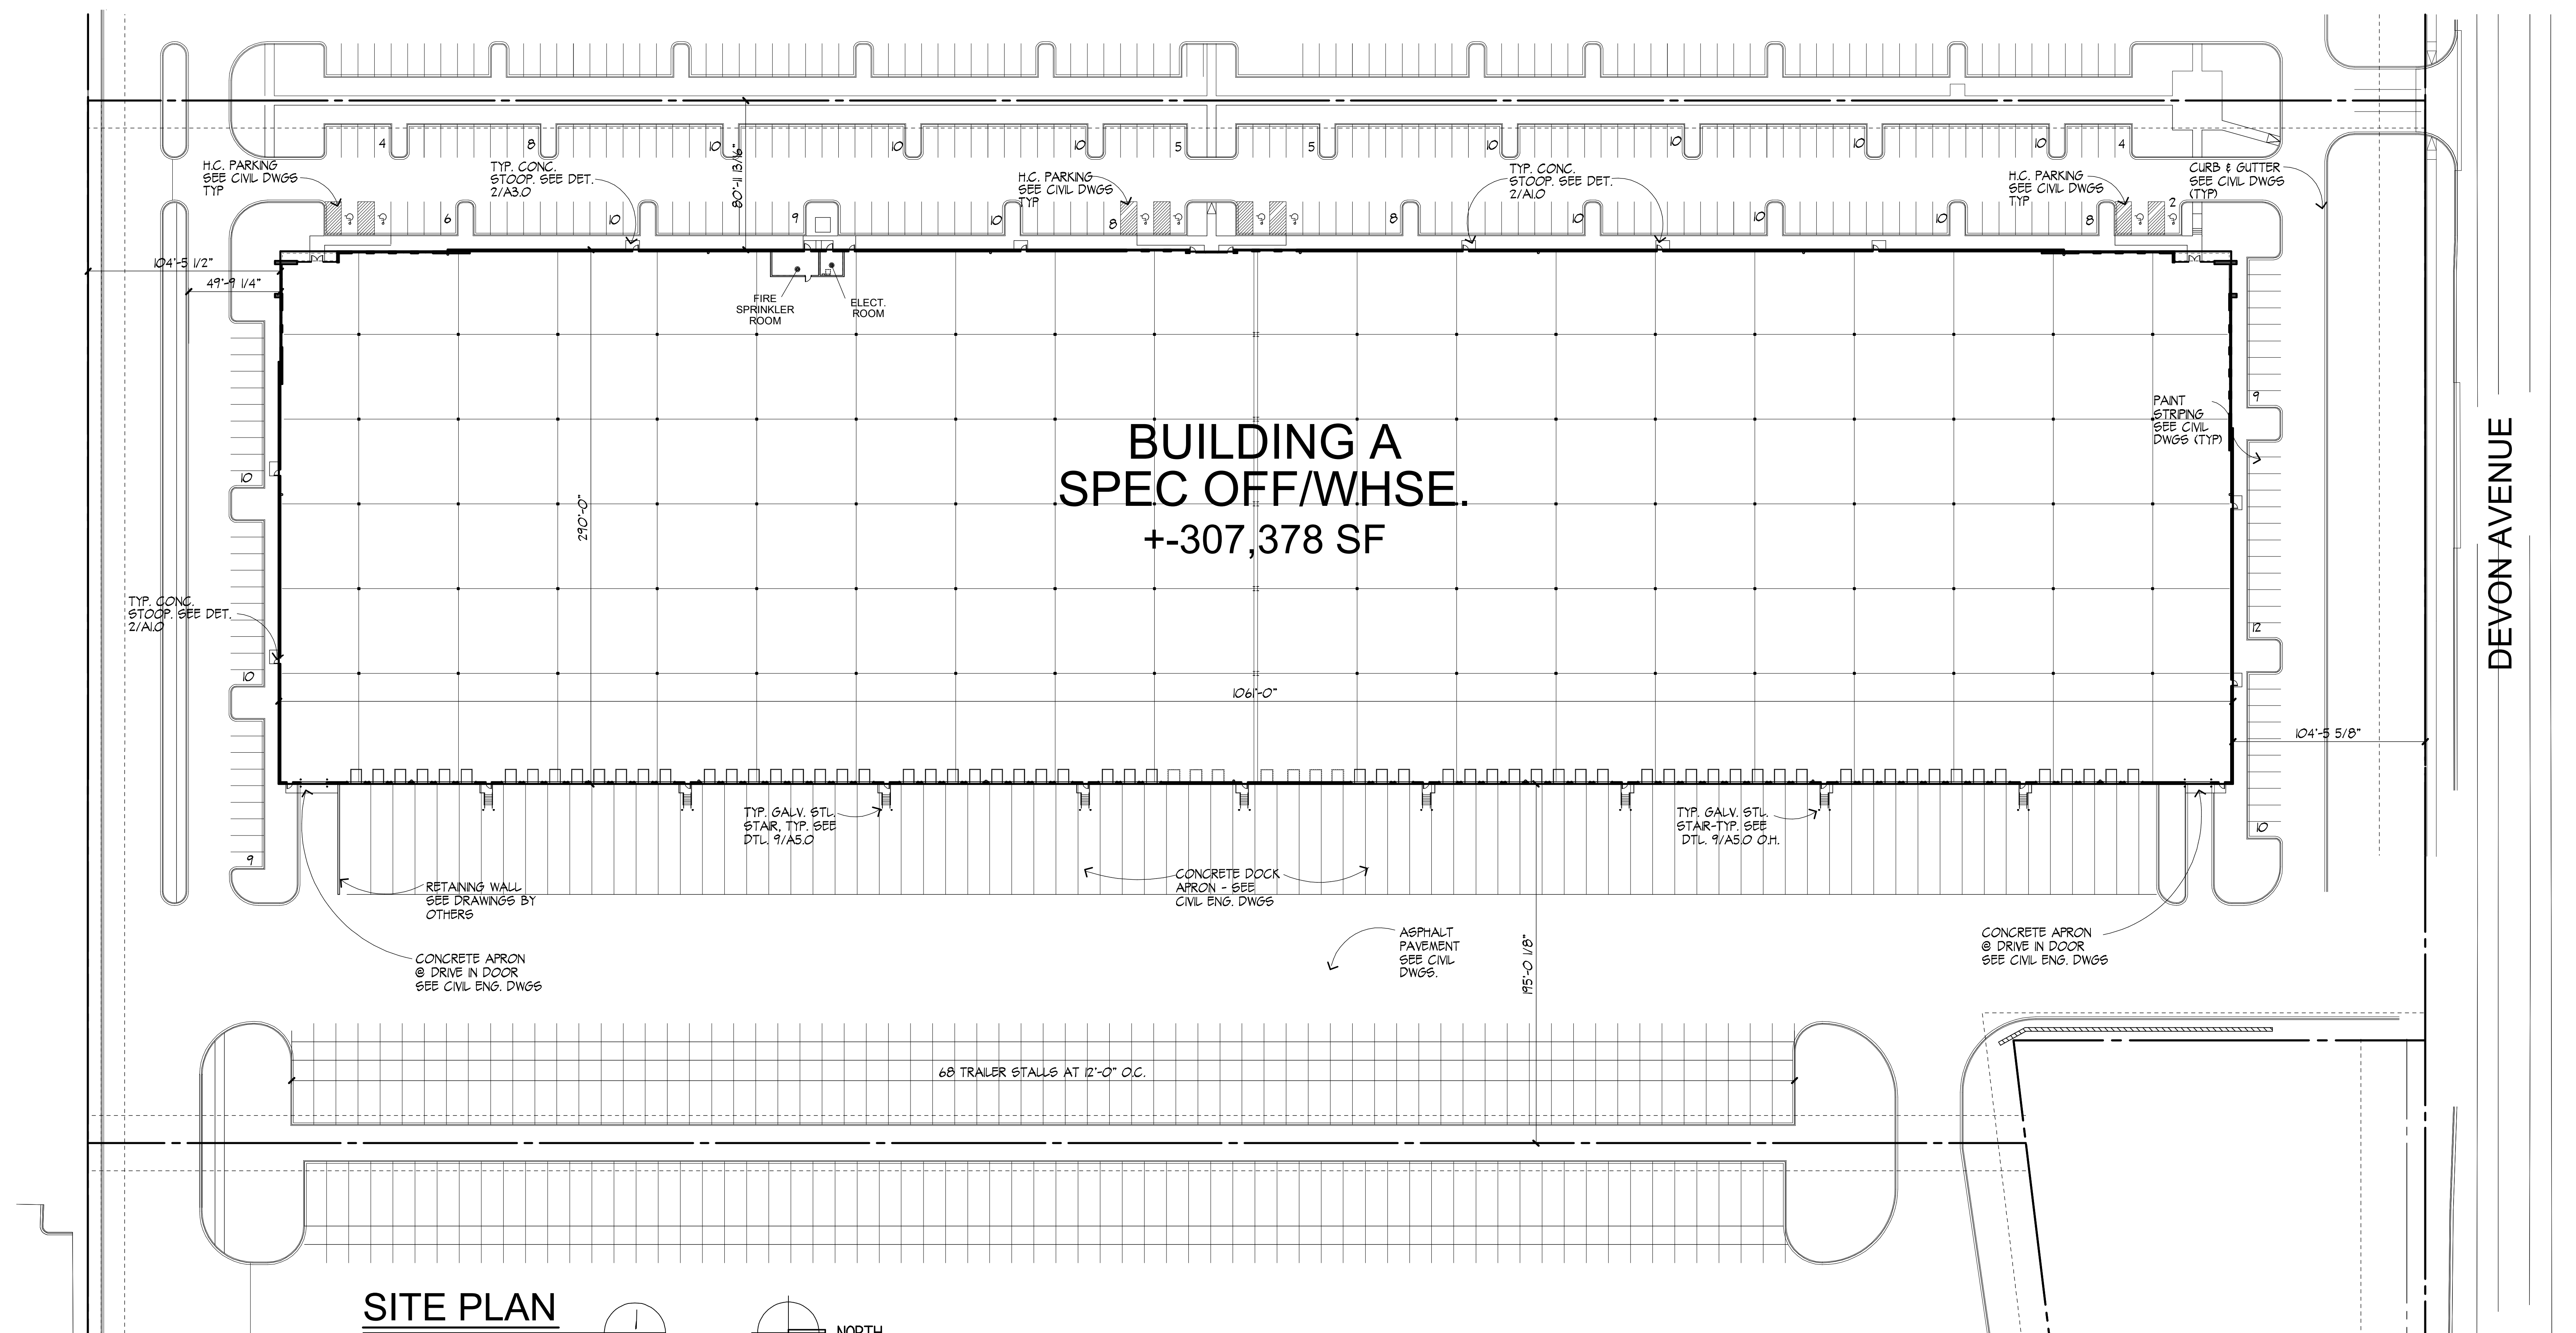 4
8
10
10
10
5
5
10
10
10
10
4
H.C. PARKING
SEE CIVIL DWGS
TYP
TYP. CONC.
STOOP. SEE DET.
2/A3.0
80'-11 13/16"
H.C. PARKING
SEE CIVIL DWGS
TYP
TYP. CONC.
STOOP. SEE DET.
2/A1.0
H.C. PARKING
SEE CIVIL DWGS
TYP
CURB & GUTTER
SEE CIVIL DWGS
(TYP)
6
10
9
10
8
8
10
10
10
8
2
104'-5 1/2"
49'-9 1/4"
FIRE
SPRINKLER
ROOM
ELECT.
ROOM
BUILDING A
SPEC OFF/WHSE.
+-307,378 SF
290'-0"
PAINT
STRIPING
SEE CIVIL
DWGS (TYP)
9
12
10
DEVON AVENUE
10
10
9
TYP. CONC.
STOOP. SEE DET.
2/A1.0
1061'-0"
104'-5 5/8"
TYP. GALV. STL.
STAIR, TYP. SEE
DTL. 9/A5.0
TYP. GALV. STL.
STAIR-TYP. SEE
DTL. 9/A5.0 O.H.
RETAINING WALL
SEE DRAWINGS BY
OTHERS
CONCRETE DOCK
APRON - SEE
CIVIL ENG. DWGS
CONCRETE APRON
@ DRIVE IN DOOR
SEE CIVIL ENG. DWGS
ASPHALT
PAVEMENT
SEE CIVIL
DWGS.
195'-0 1/8"
CONCRETE APRON
@ DRIVE IN DOOR
SEE CIVIL ENG. DWGS
68 TRAILER STALLS AT 12'-0" O.C.
SITE PLAN
1
NORTH